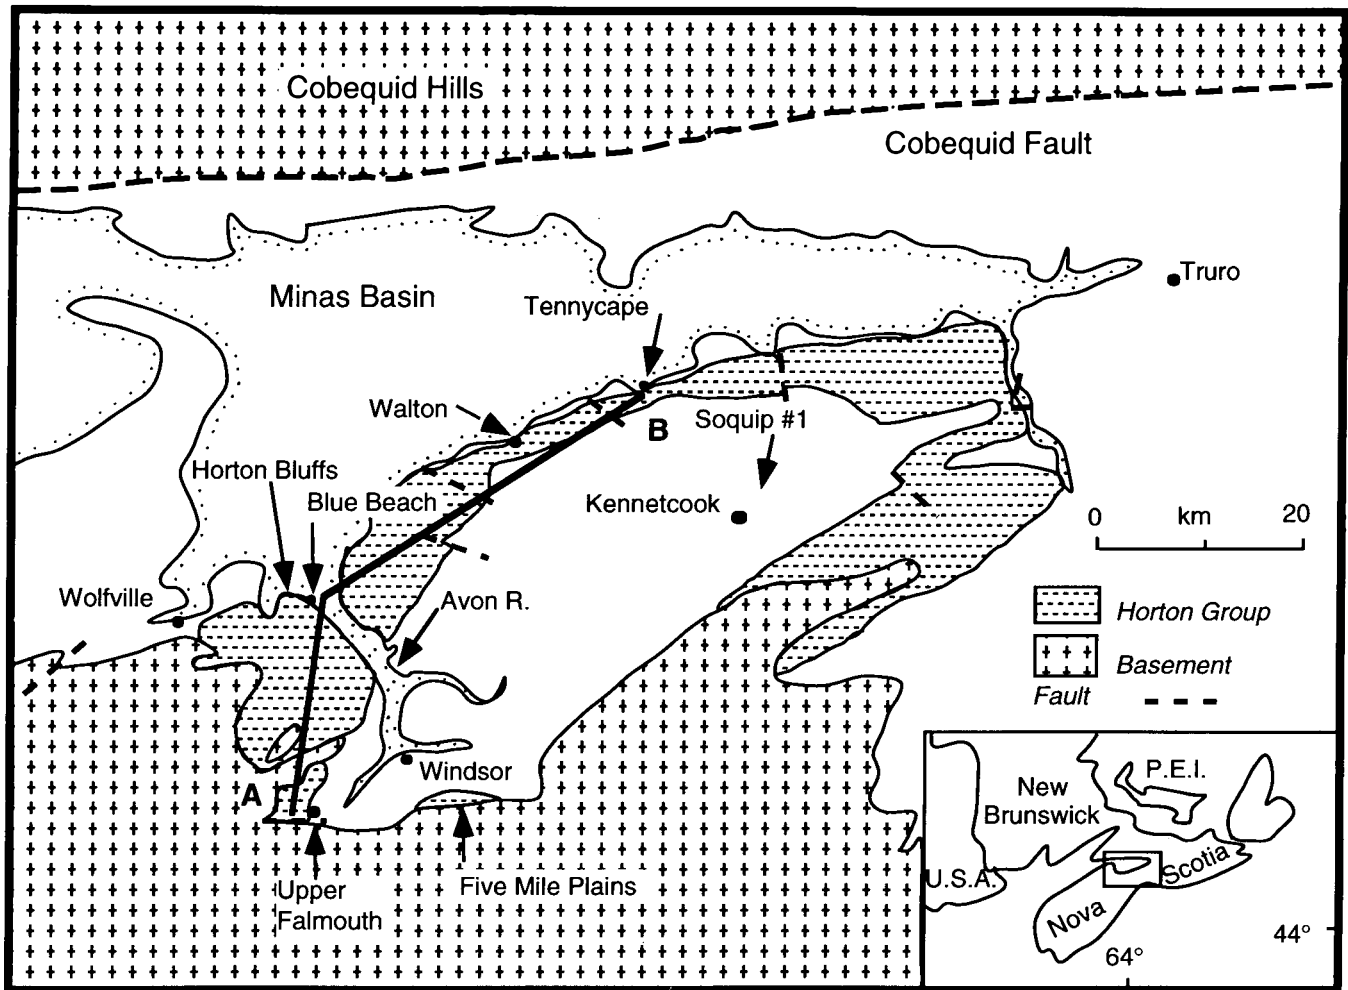 Cobequid Hills
Cobequid Fault
Truro
Minas Basin
Tennycape
Walton
B
Soquip #1
Horton Bluffs
Blue Beach
Kennetcook
0 km 20
Wolfville
Avon R.
Horton Group
Basement
Fault
A
Windsor
Upper
Falmouth
Five Mile Plains
New
Brunswick
P.E.I.
U.S.A.
Scotia
Nova
44°
64°